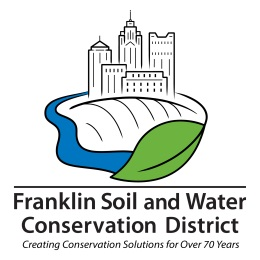 Franklin Soil and Water
Conservation District
Creating Conservation Solutions for Over 70 Years